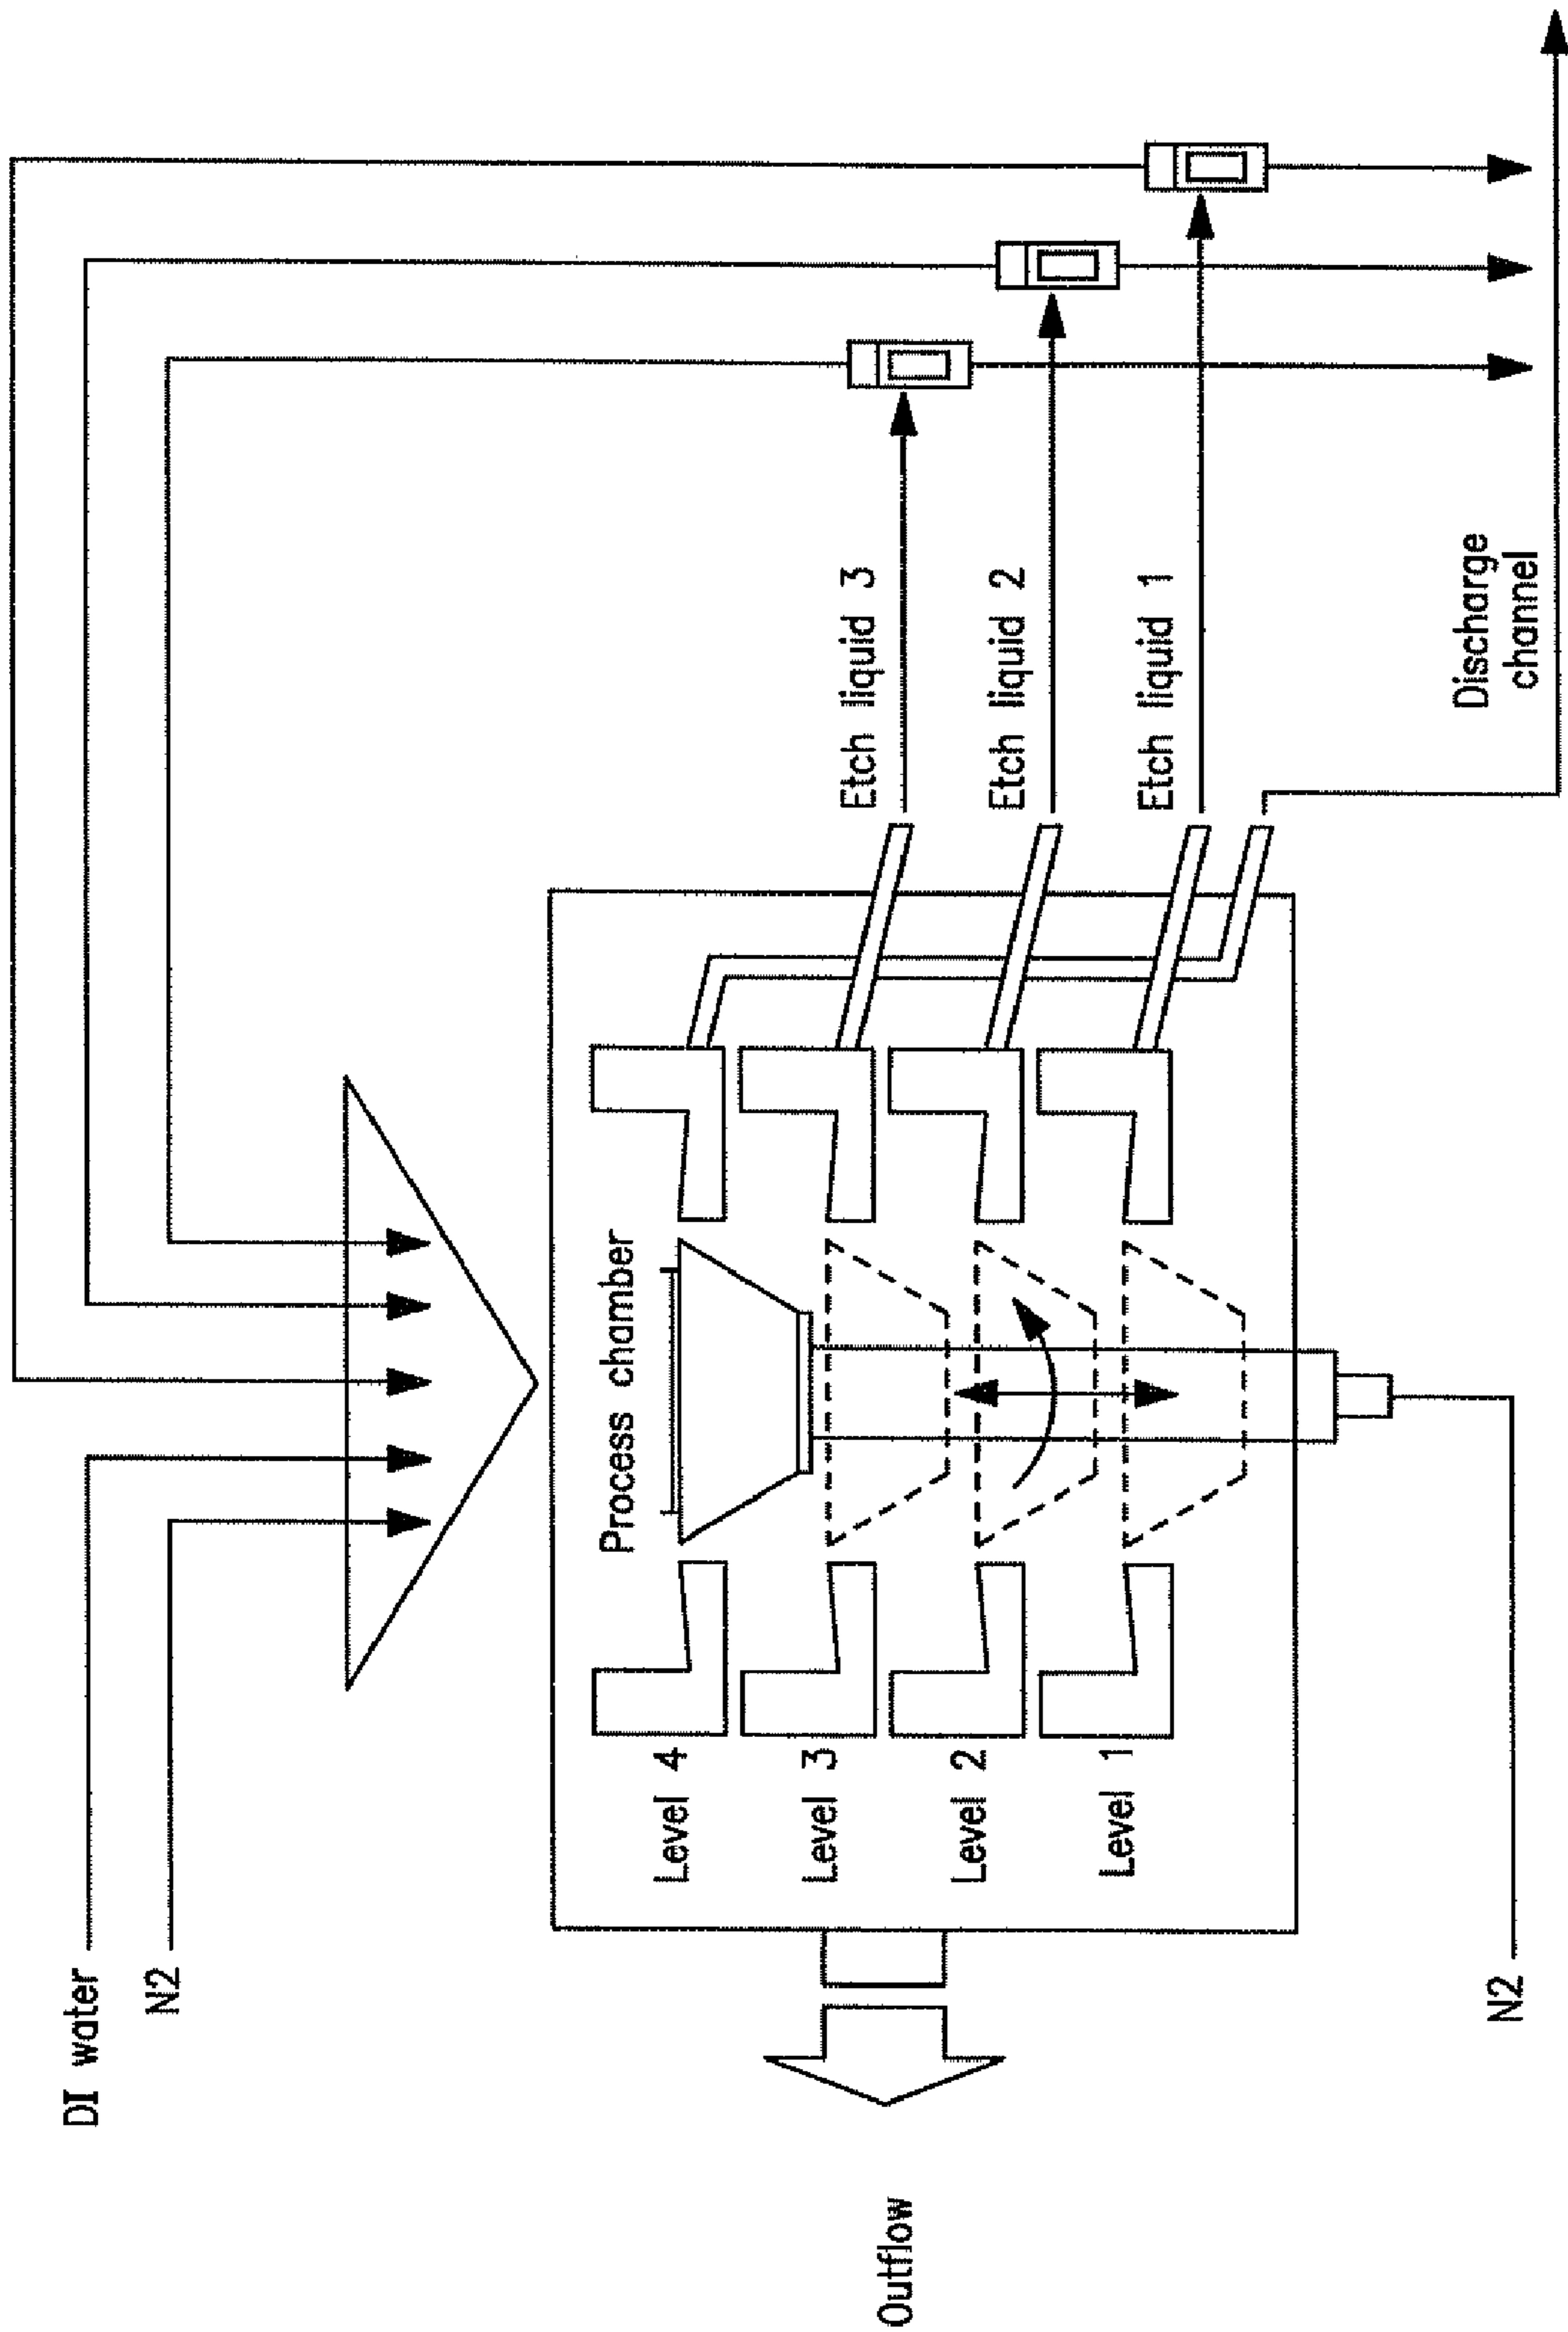 DI water
N2
Process chamber
Level 4
Level 3
Level 2
Level 1
Etch liquid 3
Etch liquid 2
Etch liquid 1
Discharge
channel
Outflow
N2